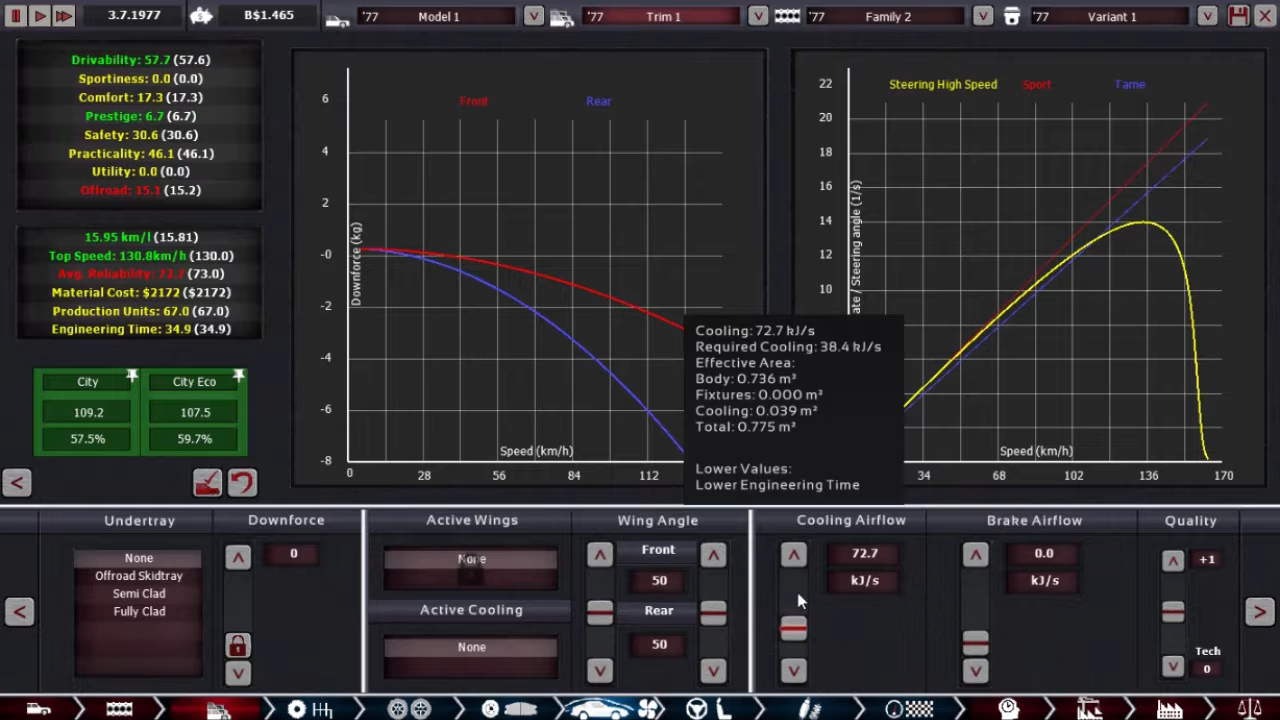 3.7.1977
B$1.465
'77 Model 1
'77 Trim 1
'77 Family 2
'77 Variant 1
Drivability: 57.7 (57.6)
Sportiness: 0.0 (0.0)
Comfort: 17.3 (17.3)
Prestige: 6.7 (6.7)
Safety: 30.6 (30.6)
Practicality: 46.1 (46.1)
Utility: 0.0 (0.0)
Offroad: 15.1 (15.2)
15.95 km/l (15.81)
Top Speed: 130.8km/h (130.0)
Avg. Reliability: 72.7 (73.0)
Material Cost: $2172 ($2172)
Production Units: 67.0 (67.0)
Engineering Time: 34.9 (34.9)
City
City Eco
109.2
107.5
57.5%
59.7%
<
Front
Rear
6
4
2
-0
-2
-4
-6
-8
Downforce (kg)
Speed (km/h)
0
28
56
84
112
Steering High Speed
Sport
Tame
22
20
18
16
14
12
10
/ Steering angle (1/s)
Speed (km/h)
34
68
102
136
170
Cooling: 72.7 kJ/s
Required Cooling: 38.4 kJ/s
Effective Area:
Body: 0.736 m²
Fixtures: 0.000 m²
Cooling: 0.039 m²
Total: 0.775 m²
Lower Values:
Lower Engineering Time
Undertray
None
Offroad Skidtray
Semi Clad
Fully Clad
Downforce
0
Active Wings
None
Active Cooling
None
Wing Angle
Front
50
Rear
50
Cooling Airflow
72.7
kJ/s
Brake Airflow
0.0
kJ/s
Quality
+1
Tech
0
<
>